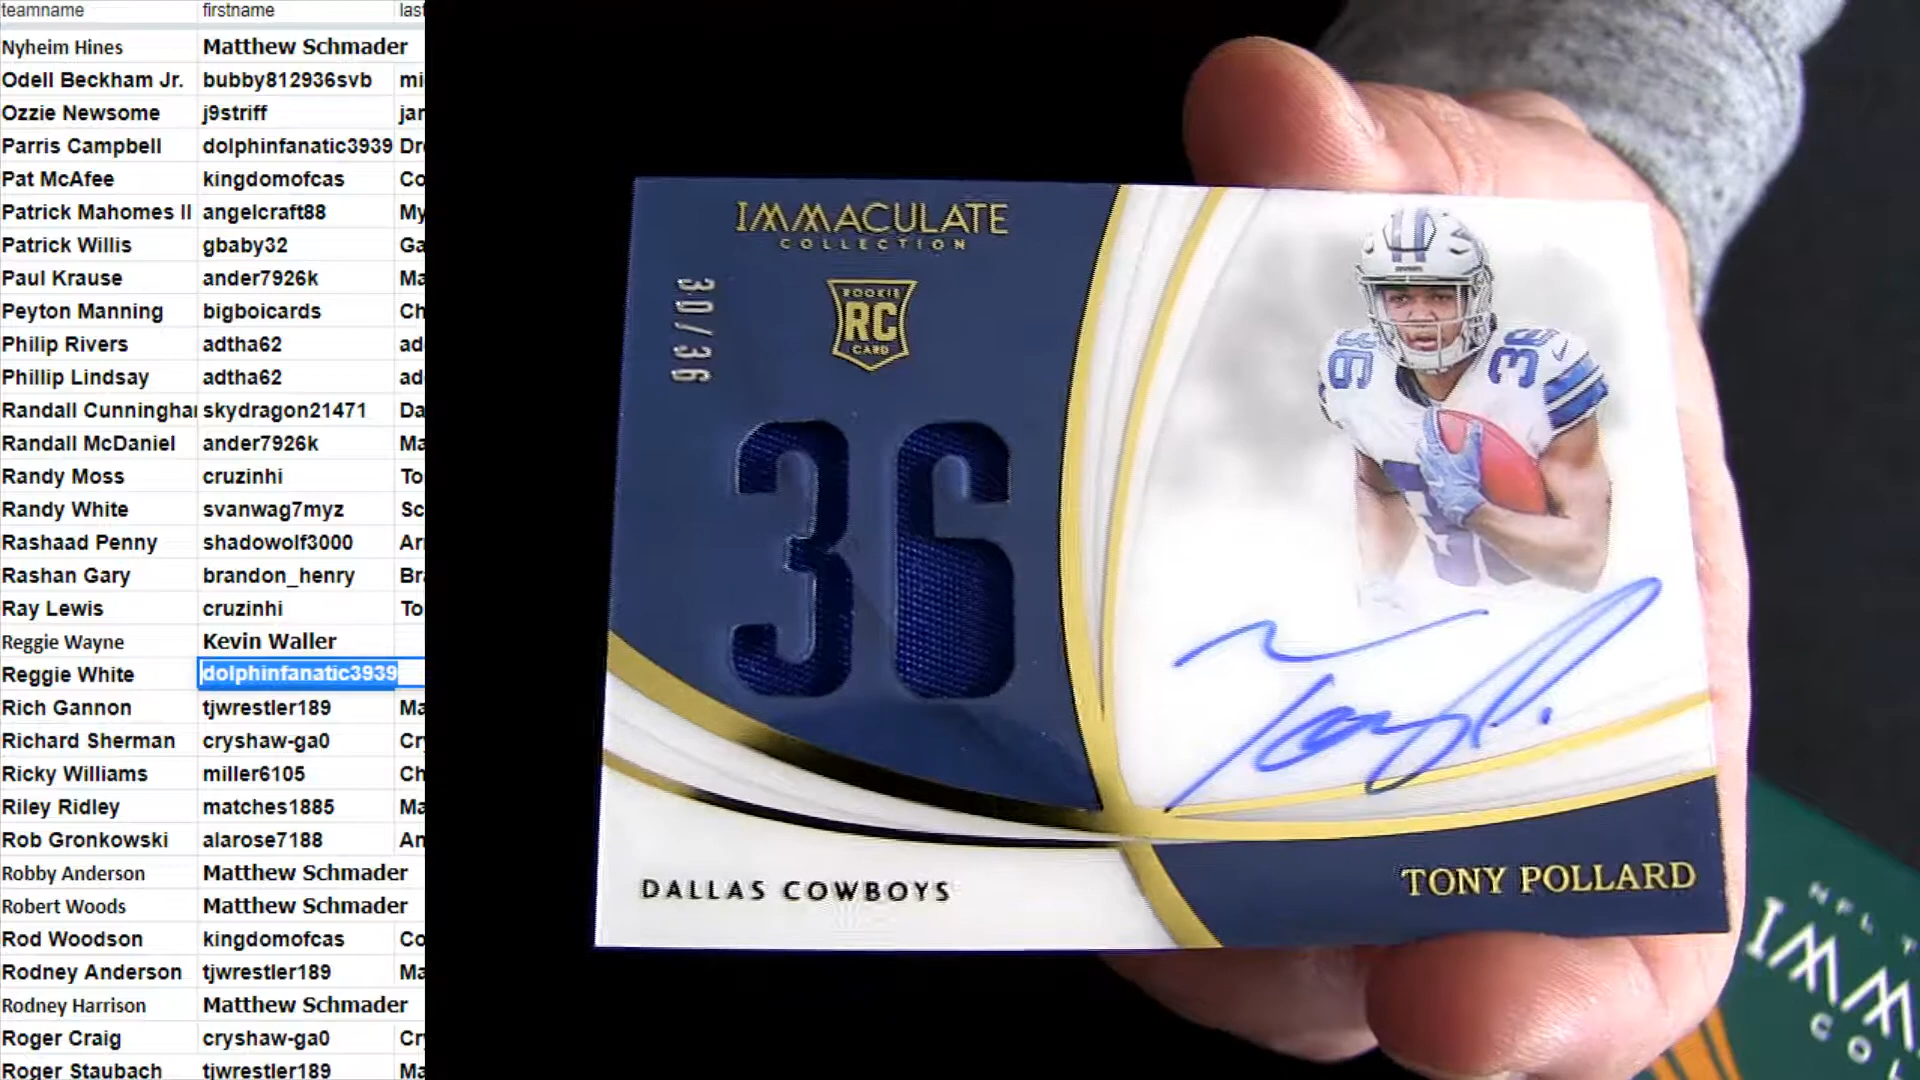 teamname firstname
Nyheim Hines Matthew Schmader
Odell Beckham Jr. bubby812936svb
Ozzie Newsome j9striff
Parris Campbell dolphinfanatic3939
Pat McAfee kingdomofcas
Patrick Mahomes II angelcraft88
Patrick Willis gbaby32
Paul Krause ander7926k
Peyton Manning bigboicards
Philip Rivers adtha62
Phillip Lindsay adtha62
Randall skydragon21471
Randall McDaniel ander7926k
Randy Moss cruzinhi
Randy White svanwag7myz
Rashaad Penny shadowolf3000
Rashan Gary brandon_henry
Ray Lewis cruzinhi
Reggie Wayne Kevin Waller
Reggie White dolphinfanatic3939
Rich Gannon tjwrestler189
Richard Sherman cryshaw-ga0
Ricky Williams miller6105
Riley Ridley matches1885
Rob Gronkowski alarose7188
Robby Anderson Matthew Schmader
Robert Woods Matthew Schmader
Rod Woodson kingdomofcas
Rodney Anderson tjwrestler189
Rodney Harrison Matthew Schmader
Roger Craig cryshaw-ga0
Roger Staubach tjwrestler189
IMMACULATE
COLLECTION
30/36
ROOKIE
RC
CARD
36
36
36
DALLAS COWBOYS
TONY POLLARD
NFL